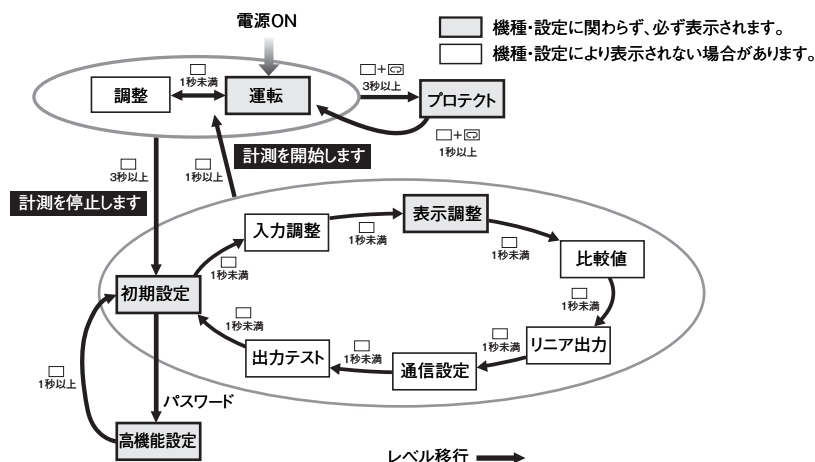 電源ON
機種・設定に関わらず、必ず表示されます。
機種・設定により表示されない場合があります。
調整
1秒未満
運転
+
3秒以上
プロテクト
+
1秒以上
3秒以上
1秒以上
計測を開始します
計測を停止します
入力調整
1秒未満
表示調整
1秒未満
比較値
1秒未満
初期設定
1秒未満
1秒未満
リニア出力
1秒未満
通信設定
1秒未満
出力テスト
1秒以上
パスワード
高機能設定
レベル移行